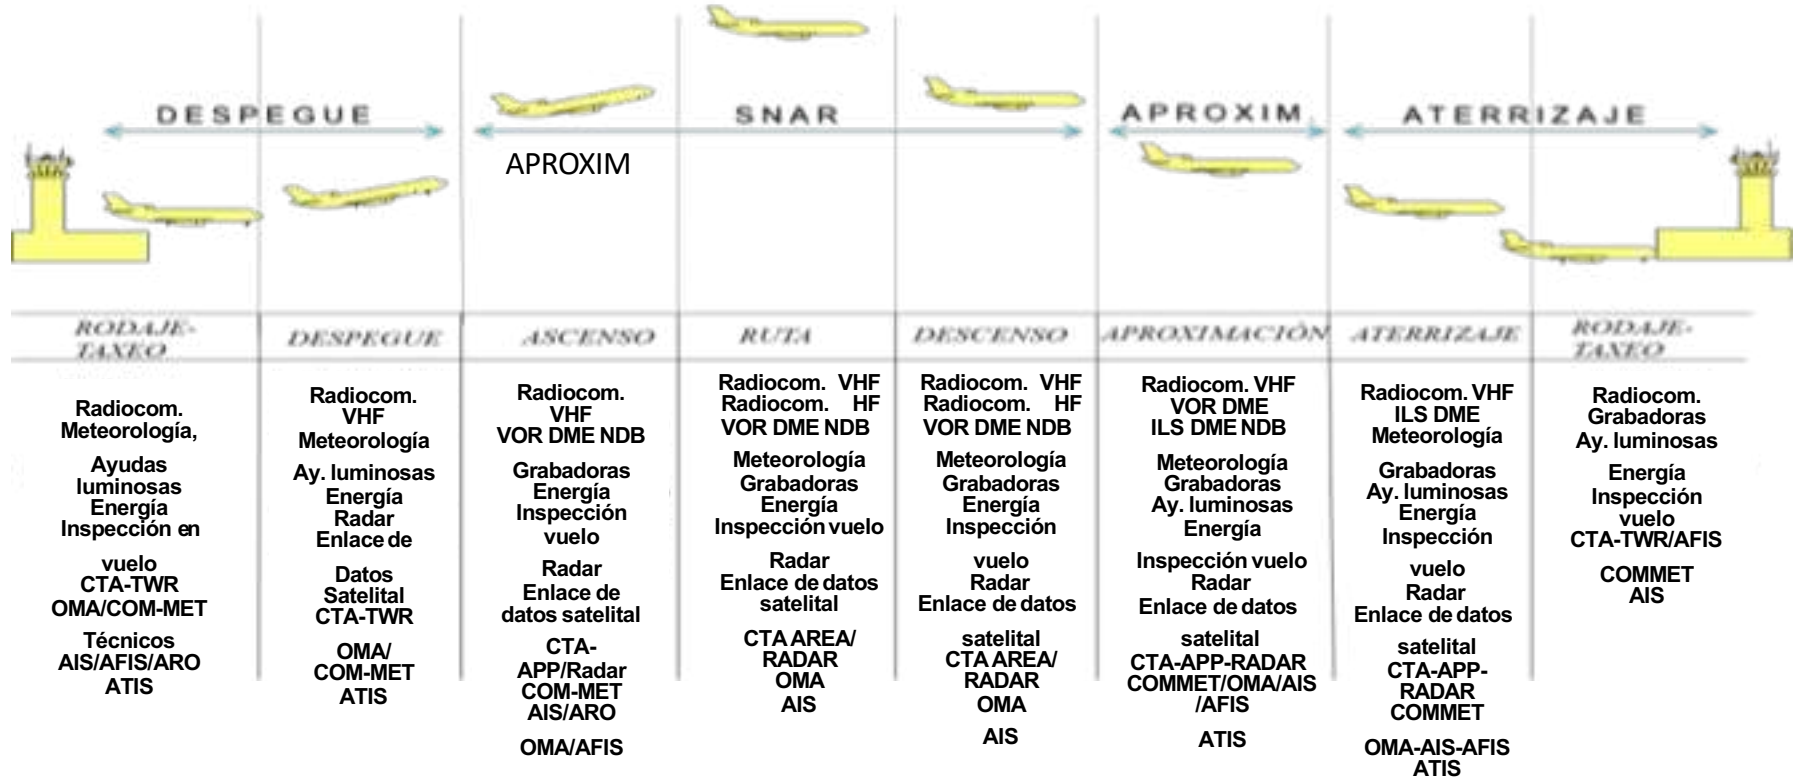 DESPEGUE
SNAR
APROXIM
ATERRIZAJE
APROXIM
RODAJE-
TAXEO
DESPEGUE
ASCENSO
RUTA
DESCENSO
APROXIMACIÓN
ATERRIZAJE
RODAJE-
TAXEO
Radiocom.
Meteorología,
Ayudas
luminosas
Energía
Inspección en
vuelo
CTA-TWR
OMA/COM-MET
Técnicos
AIS/AFIS/ARO
ATIS
Radiocom.
VHF
Meteorología
Ay. luminosas
Energía
Radar
Enlace de
Datos
Satelital
CTA-TWR
OMA/
COM-MET
ATIS
Radiocom.
VHF
VOR DME NDB
Grabadoras
Energía
Inspección
vuelo
Radar
Enlace de
datos satelital
CTA-
APP/Radar
COM-MET
AIS/ARO
OMA/AFIS
Radiocom. VHF
Radiocom. HF
VOR DME NDB
Meteorología
Grabadoras
Energía
Inspección vuelo
Radar
Enlace de datos
satelital
CTA AREA/
RADAR
OMA
AIS
Radiocom. VHF
Radiocom. HF
VOR DME NDB
Meteorología
Grabadoras
Energía
Inspección
vuelo
Radar
Enlace de datos
satelital
CTA AREA/
RADAR
OMA
AIS
Radiocom. VHF
VOR DME
ILS DME NDB
Meteorología
Grabadoras
Ay. luminosas
Energía
Inspección vuelo
Radar
Enlace de datos
satelital
CTA-APP-RADAR
COMMET/OMA/AIS
/AFIS
ATIS
Radiocom. VHF
ILS DME
Meteorología
Grabadoras
Ay. luminosas
Energía
Inspección
vuelo
Radar
Enlace de datos
satelital
CTA-APP-
RADAR
COMMET
OMA-AIS-AFIS
ATIS
Radiocom.
Grabadoras
Ay. luminosas
Energía
Inspección
vuelo
CTA-TWR/AFIS
COMMET
AIS